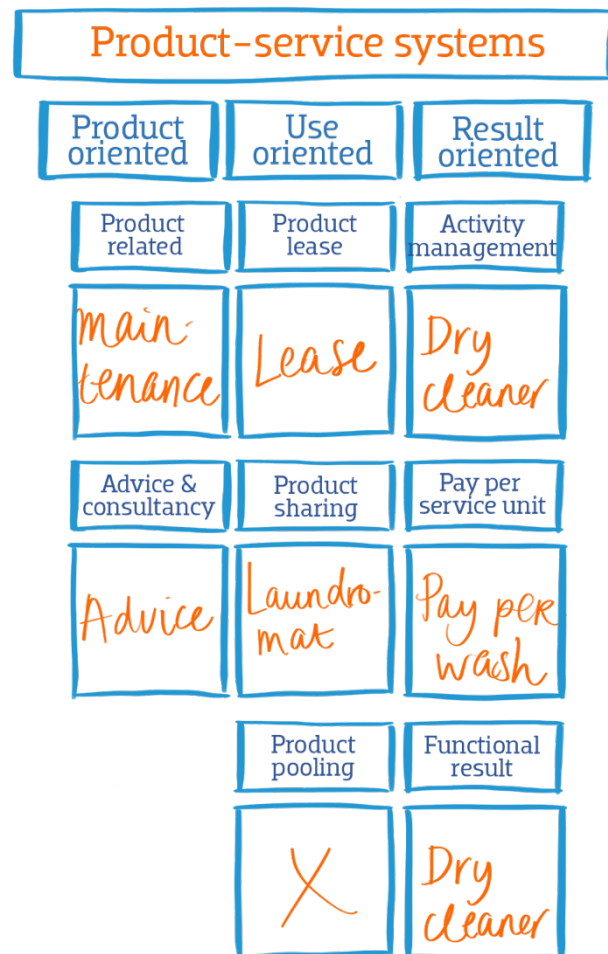 Product-service systems
Product
oriented
Use
oriented
Result
oriented
Product
related
Product
lease
Activity
management
main-
tenance
Lease
Dry
cleaner
Advice &
consultancy
Product
sharing
Pay per
service unit
Advice
Laundro-
mat
Pay per
wash
Product
pooling
Functional
result
X
Dry
cleaner